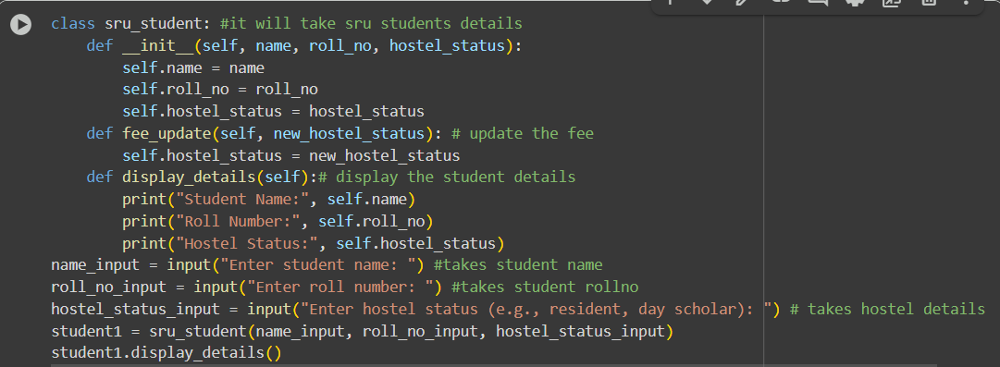 class sru_student: #it will take sru students details
    def __init__(self, name, roll_no, hostel_status):
        self.name = name
        self.roll_no = roll_no
        self.hostel_status = hostel_status
    def fee_update(self, new_hostel_status): # update the fee
        self.hostel_status = new_hostel_status
    def display_details(self):# display the student details
        print("Student Name:", self.name)
        print("Roll Number:", self.roll_no)
        print("Hostel Status:", self.hostel_status)
name_input = input("Enter student name: ") #takes student name
roll_no_input = input("Enter roll number: ") #takes student rollno
hostel_status_input = input("Enter hostel status (e.g., resident, day scholar): ") # takes hostel details
student1 = sru_student(name_input, roll_no_input, hostel_status_input)
student1.display_details()